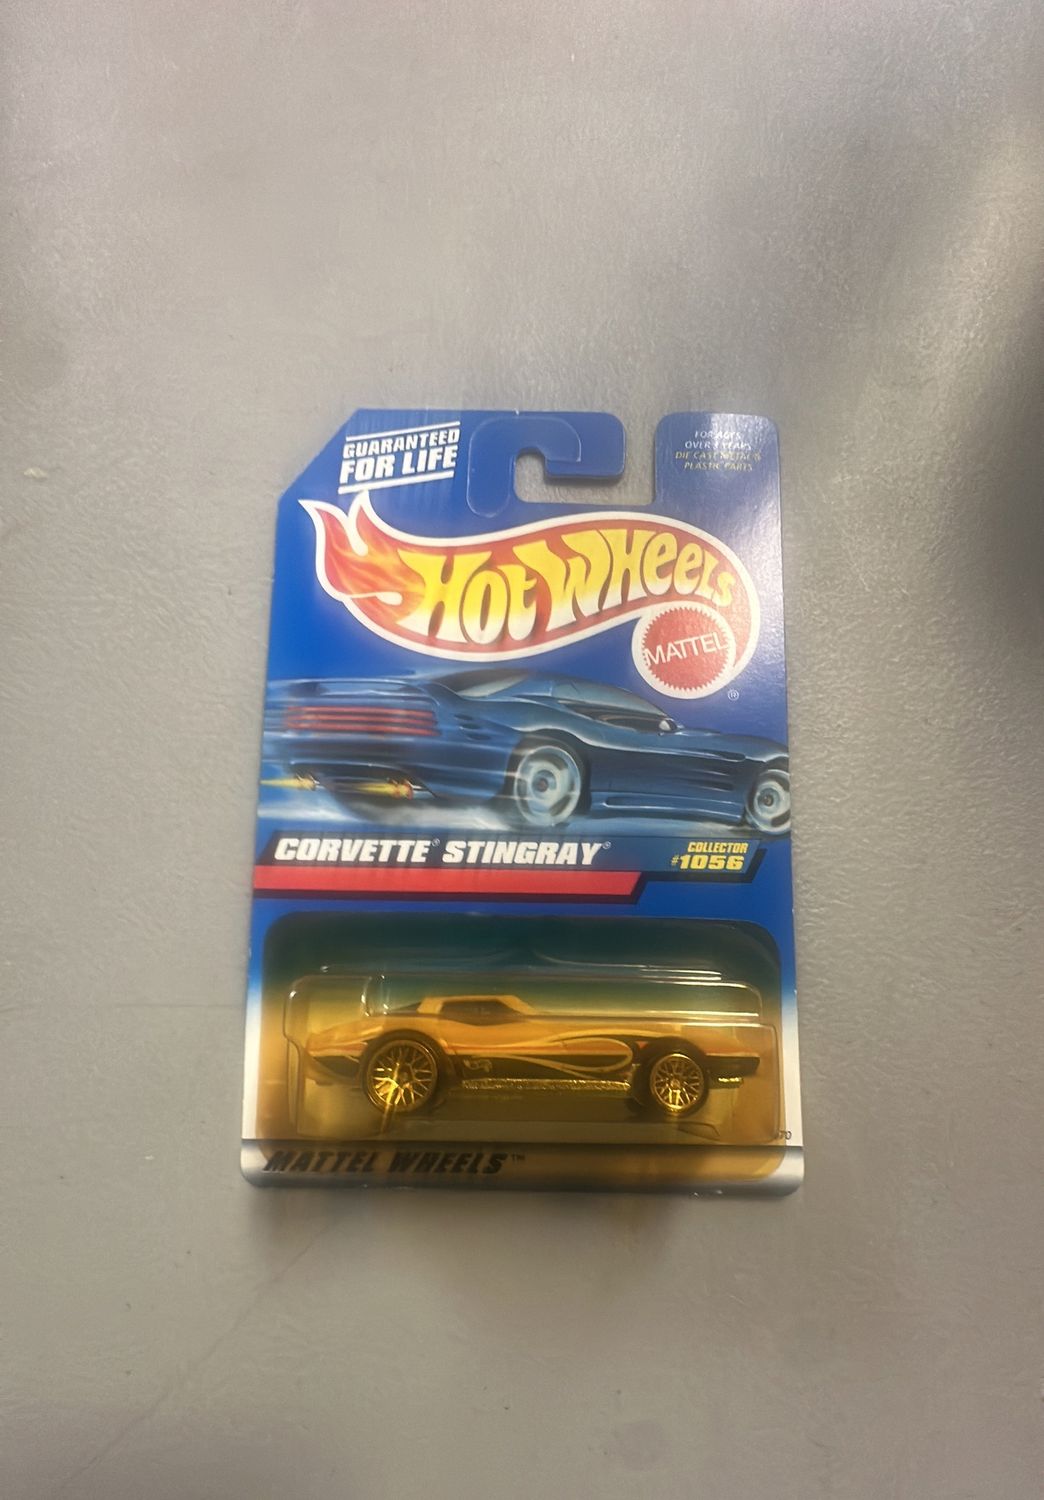 GUARANTEED
FOR LIFE
FOR AGES
OVER 3 YEARS
DIE CAST METAL &
PLASTIC PARTS
HOT WHEELS
MATTEL
®
CORVETTE® STINGRAY®
COLLECTOR
#1056
MATTEL WHEELS™